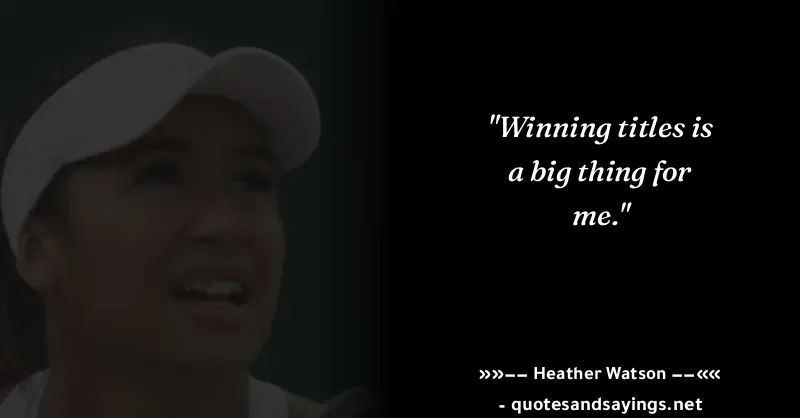 "Winning titles is
a big thing for
me."
»»–– Heather Watson ––««
- quotesandsayings.net